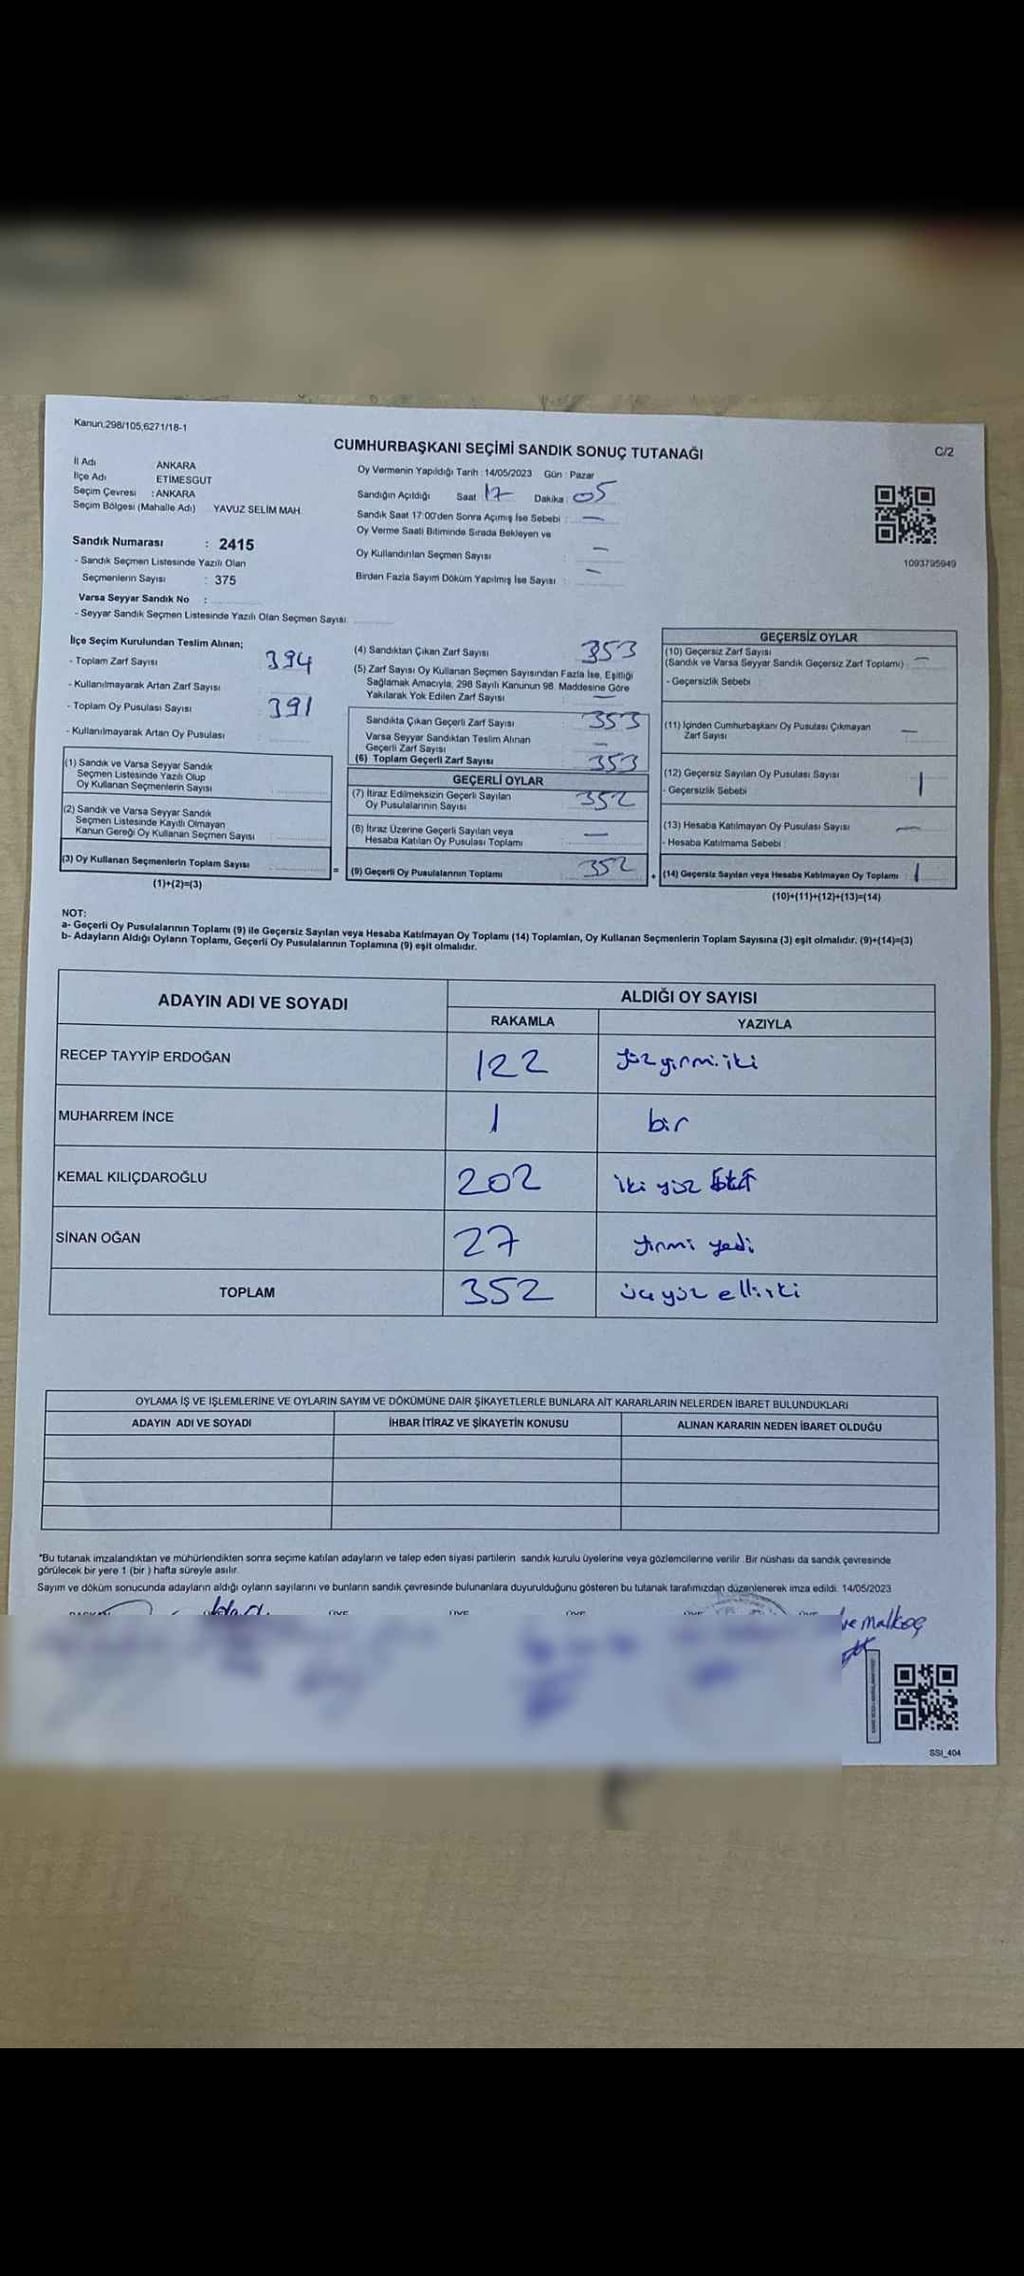 Kanun.298/105,6271/18-1
CUMHURBAŞKANI SEÇİMİ SANDIK SONUÇ TUTANAĞI
C/2
İl Adı ANKARA
İlçe Adı ETİMESGUT
Seçim Çevresi : ANKARA
Seçim Bölgesi (Mahalle Adı) YAVUZ SELİM MAH.
Sandık Numarası : 2415
- Sandık Seçmen Listesinde Yazılı Olan
Seçmenlerin Sayısı : 375
Varsa Seyyar Sandık No :
- Seyyar Sandık Seçmen Listesinde Yazılı Olan Seçmen Sayısı
Oy Vermenin Yapıldığı Tarih : 14/05/2023 Gün : Pazar
Sandığın Açıldığı Saat 17 Dakika : 05
Sandık Saat 17:00'den Sonra Açımış İse Sebebi : —
Oy Verme Saati Bitiminde Sırada Bekleyen ve
Oy Kullandırılan Seçmen Sayısı : —
Birden Fazla Sayım Döküm Yapılmış İse Sayısı : —
1093795949
İlçe Seçim Kurulundan Teslim Alınan;
- Toplam Zarf Sayısı 394
- Kullanılmayarak Artan Zarf Sayısı
- Toplam Oy Pusulası Sayısı 391
- Kullanılmayarak Artan Oy Pusulası
(1) Sandık ve Varsa Seyyar Sandık
Seçmen Listesinde Yazılı Olup
Oy Kullanan Seçmenlerin Sayısı
(2) Sandık ve Varsa Seyyar Sandık
Seçmen Listesinde Kayıtlı Olmayan
Kanun Gereği Oy Kullanan Seçmen Sayısı
(3) Oy Kullanan Seçmenlerin Toplam Sayısı
(1)+(2)=(3)
=
(4) Sandıktan Çıkan Zarf Sayısı 353
(5) Zarf Sayısı Oy Kullanan Seçmen Sayısından Fazla İse, Eşitliği
Sağlamak Amacıyla, 298 Sayılı Kanunun 98. Maddesine Göre
Yakılarak Yok Edilen Zarf Sayısı —
Sandıkta Çıkan Geçerli Zarf Sayısı 353
Varsa Seyyar Sandıktan Teslim Alınan
Geçerli Zarf Sayısı —
(6) Toplam Geçerli Zarf Sayısı 353
GEÇERLİ OYLAR
(7) İtiraz Edilmeksizin Geçerli Sayılan
Oy Pusulalarının Sayısı 352
(8) İtiraz Üzerine Geçerli Sayılan veya
Hesaba Katılan Oy Pusulası Toplamı —
(9) Geçerli Oy Pusulalarının Toplamı 352
+
GEÇERSİZ OYLAR
(10) Geçersiz Zarf Sayısı
(Sandık ve Varsa Seyyar Sandık Geçersiz Zarf Toplamı) : —
- Geçersizlik Sebebi :
(11) İçinden Cumhurbaşkanı Oy Pusulası Çıkmayan
Zarf Sayısı —
(12) Geçersiz Sayılan Oy Pusulası Sayısı 1
- Geçersizlik Sebebi
(13) Hesaba Katılmayan Oy Pusulası Sayısı —
- Hesaba Katılmama Sebebi :
(14) Geçersiz Sayılan veya Hesaba Katılmayan Oy Toplamı : 1
(10)+(11)+(12)+(13)=(14)
NOT:
a- Geçerli Oy Pusulalarının Toplamı (9) ile Geçersiz Sayılan veya Hesaba Katılmayan Oy Toplamı (14) Toplamları, Oy Kullanan Seçmenlerin Toplam Sayısına (3) eşit olmalıdır. (9)+(14)=(3)
b- Adayların Aldığı Oyların Toplamı, Geçerli Oy Pusulalarının Toplamına (9) eşit olmalıdır.
ADAYIN ADI VE SOYADI
ALDIĞI OY SAYISI
RAKAMLA YAZIYLA
RECEP TAYYİP ERDOĞAN 122 yüz yirmi iki
MUHARREM İNCE 1 bir
KEMAL KILIÇDAROĞLU 202 iki yüz
SİNAN OĞAN 27 yirmi yedi
TOPLAM 352 üçyüz elliiki
OYLAMA İŞ VE İŞLEMLERİNE VE OYLARIN SAYIM VE DÖKÜMÜNE DAİR ŞİKAYETLERLE BUNLARA AİT KARARLARIN NELERDEN İBARET BULUNDUKLARI
ADAYIN ADI VE SOYADI İHBAR İTİRAZ VE ŞİKAYETİN KONUSU ALINAN KARARIN NEDEN İBARET OLDUĞU
*Bu tutanak imzalandıktan ve mühürlendikten sonra seçime katılan adayların ve talep eden siyasi partilerin sandık kurulu üyelerine veya gözlemcilerine verilir. Bir nüshası da sandık çevresinde
görülecek bir yere 1 (bir) hafta süreyle asılır.
Sayım ve döküm sonucunda adayların aldığı oyların sayılarını ve bunların sandık çevresinde bulunanlara duyurulduğunu gösteren bu tutanak tarafımızdan düzenlenerek imza edildi. 14/05/2023
Malkoç
SSI_404